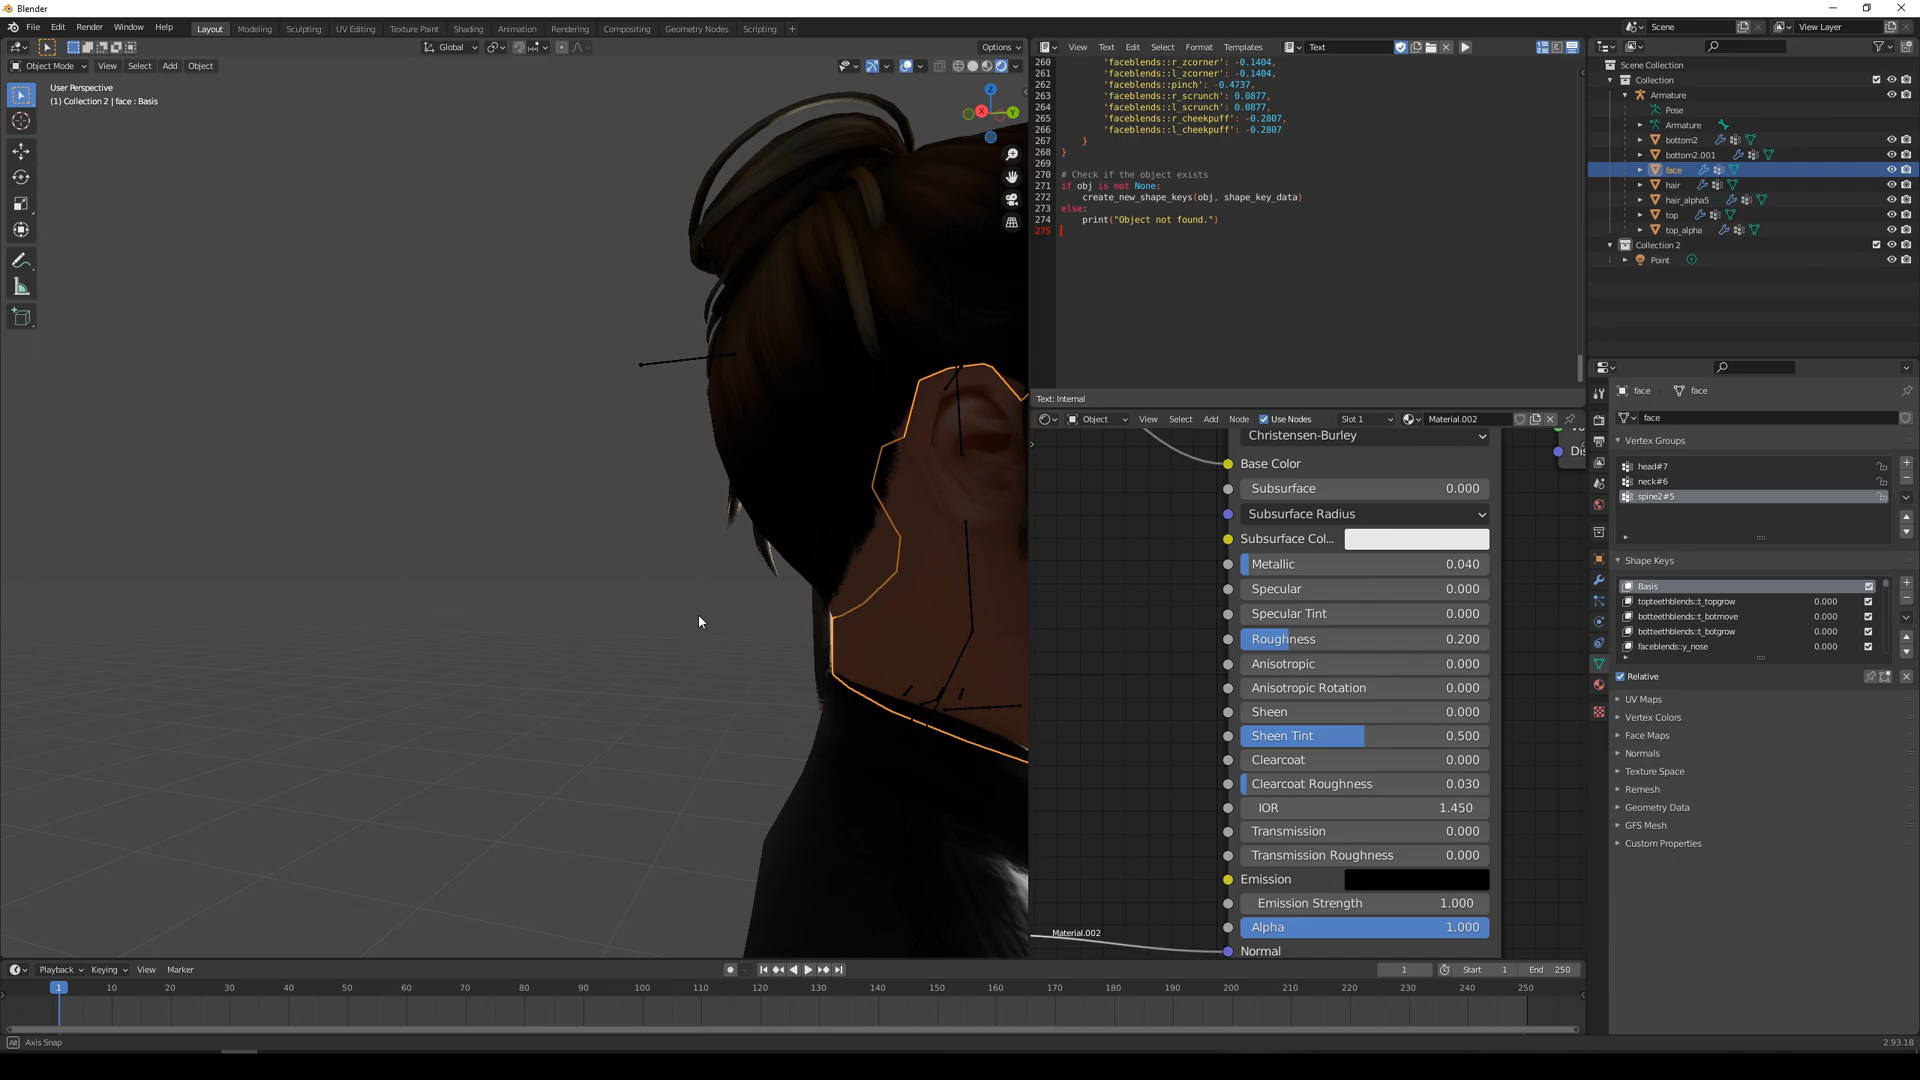 Blender
File Edit Render Window Help
Layout Modeling Sculpting UV Editing Texture Paint Shading Animation Rendering Compositing Geometry Nodes Scripting
Scene
View Layer
Global
Options
View Text Edit Select Format Templates
Text
Object Mode View Select Add Object
User Perspective
(1) Collection 2 | face : Basis
260 'faceblends::r_zcorner': -0.1404,
261 'faceblends::l_zcorner': -0.1404,
262 'faceblends::pinch': -0.4737,
263 'faceblends::r_scrunch': 0.0877,
264 'faceblends::l_scrunch': 0.0877,
265 'faceblends::r_cheekpuff': -0.2807,
266 'faceblends::l_cheekpuff': -0.2807
267 }
268 }
269
270 # Check if the object exists
271 if obj is not None:
272 create_new_shape_keys(obj, shape_key_data)
273 else:
274 print("Object not found.")
275
Text: Internal
Scene Collection
Collection
Armature
Pose
Armature
bottom2
bottom2.001
face
hair
hair_alpha5
top
top_alpha
Collection 2
Point
Object View Select Add Node Use Nodes Slot 1 Material.002
Christensen-Burley
Base Color
Subsurface 0.000
Subsurface Radius
Subsurface Col...
Metallic 0.040
Specular 0.000
Specular Tint 0.000
Roughness 0.200
Anisotropic 0.000
Anisotropic Rotation 0.000
Sheen 0.000
Sheen Tint 0.500
Clearcoat 0.000
Clearcoat Roughness 0.030
IOR 1.450
Transmission 0.000
Transmission Roughness 0.000
Emission
Emission Strength 1.000
Alpha 1.000
Normal
Dis
Material.002
face face
face
Vertex Groups
head#7
neck#6
spine2#5
Shape Keys
Basis
topteethblends::t_topgrow 0.000
botteethblends::t_botmove 0.000
botteethblends::t_botgrow 0.000
faceblends::y_nose 0.000
Relative
UV Maps
Vertex Colors
Face Maps
Normals
Texture Space
Remesh
Geometry Data
GFS Mesh
Custom Properties
Playback Keying View Marker
1 Start 1 End 250
1 10 20 30 40 50 60 70 80 90 100 110 120 130 140 150 160 170 180 190 200 210 220 230 240 250
Alt Axis Snap
2.93.18